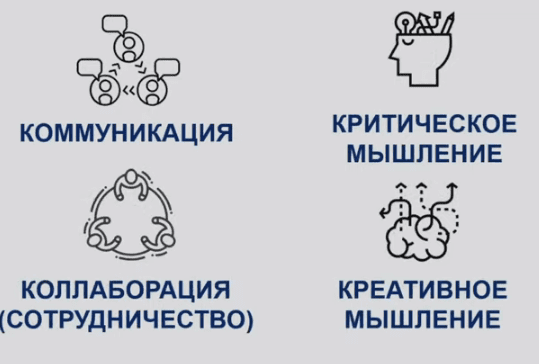 КОММУНИКАЦИЯ
КРИТИЧЕСКОЕ
МЫШЛЕНИЕ
КОЛЛАБОРАЦИЯ
(СОТРУДНИЧЕСТВО)
КРЕАТИВНОЕ
МЫШЛЕНИЕ